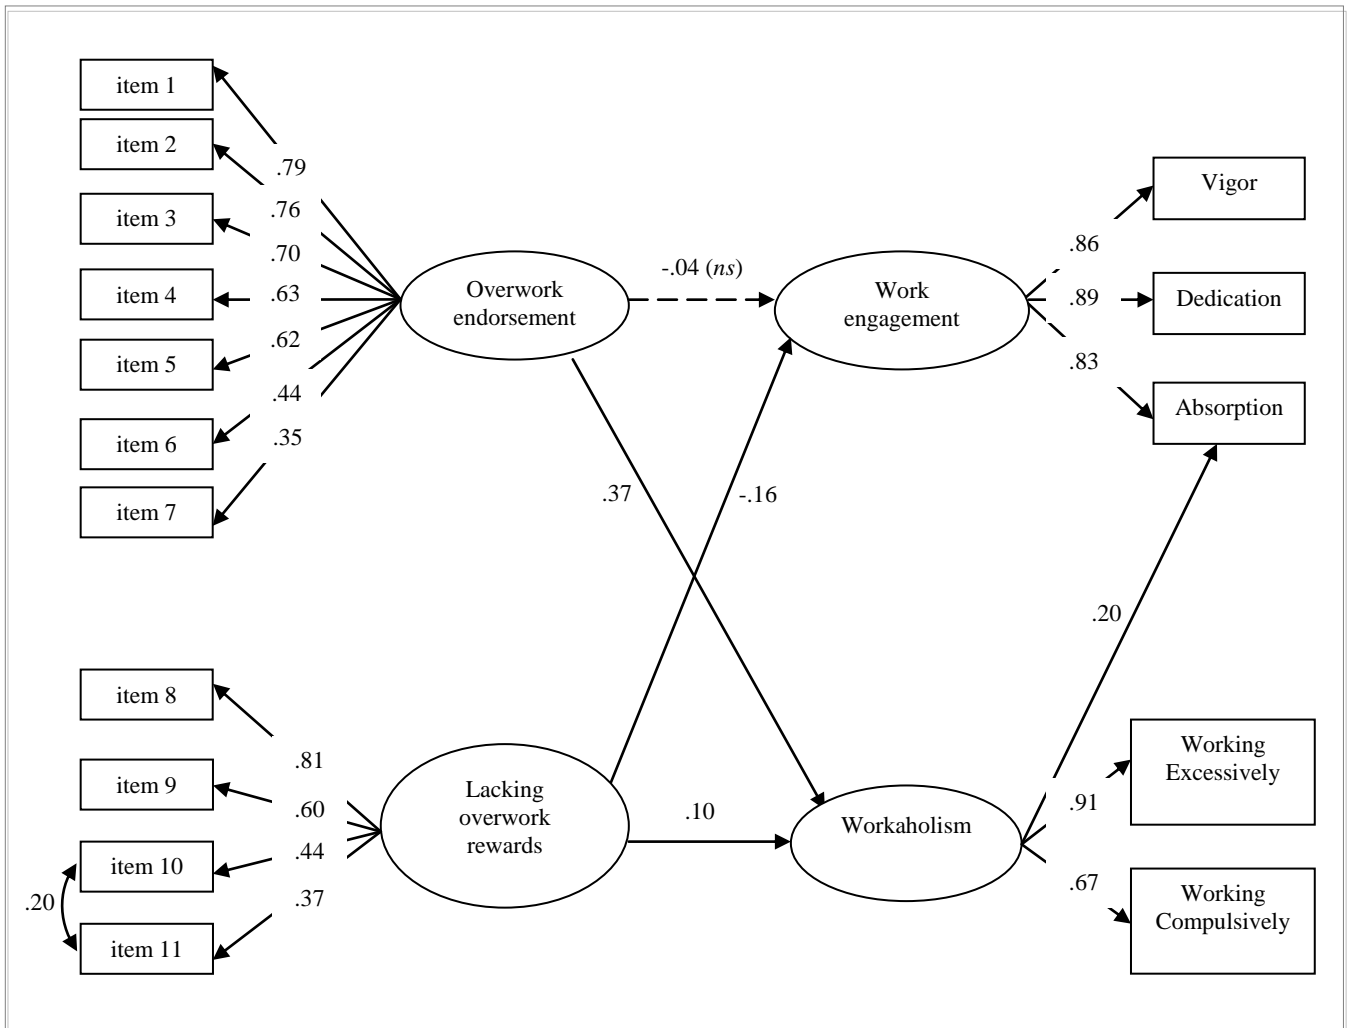 item 1
item 2
item 3
item 4
item 5
item 6
item 7
.79
.76
.70
.63
.62
.44
.35
Overwork
endorsement
-.04 (ns)
Work
engagement
.86
.89
.83
Vigor
Dedication
Absorption
.37
-.16
.20
item 8
item 9
item 10
item 11
.20
.81
.60
.44
.37
Lacking
overwork
rewards
.10
Workaholism
.91
.67
Working
Excessively
Working
Compulsively